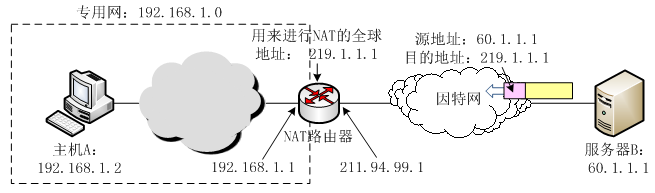 专用网：192.168.1.0
用来进行NAT的全球
地址： 219.1.1.1
源地址：60.1.1.1
目的地址：219.1.1.1
因特网
NAT路由器
主机A：
192.168.1.2
192.168.1.1
211.94.99.1
服务器B：
60.1.1.1